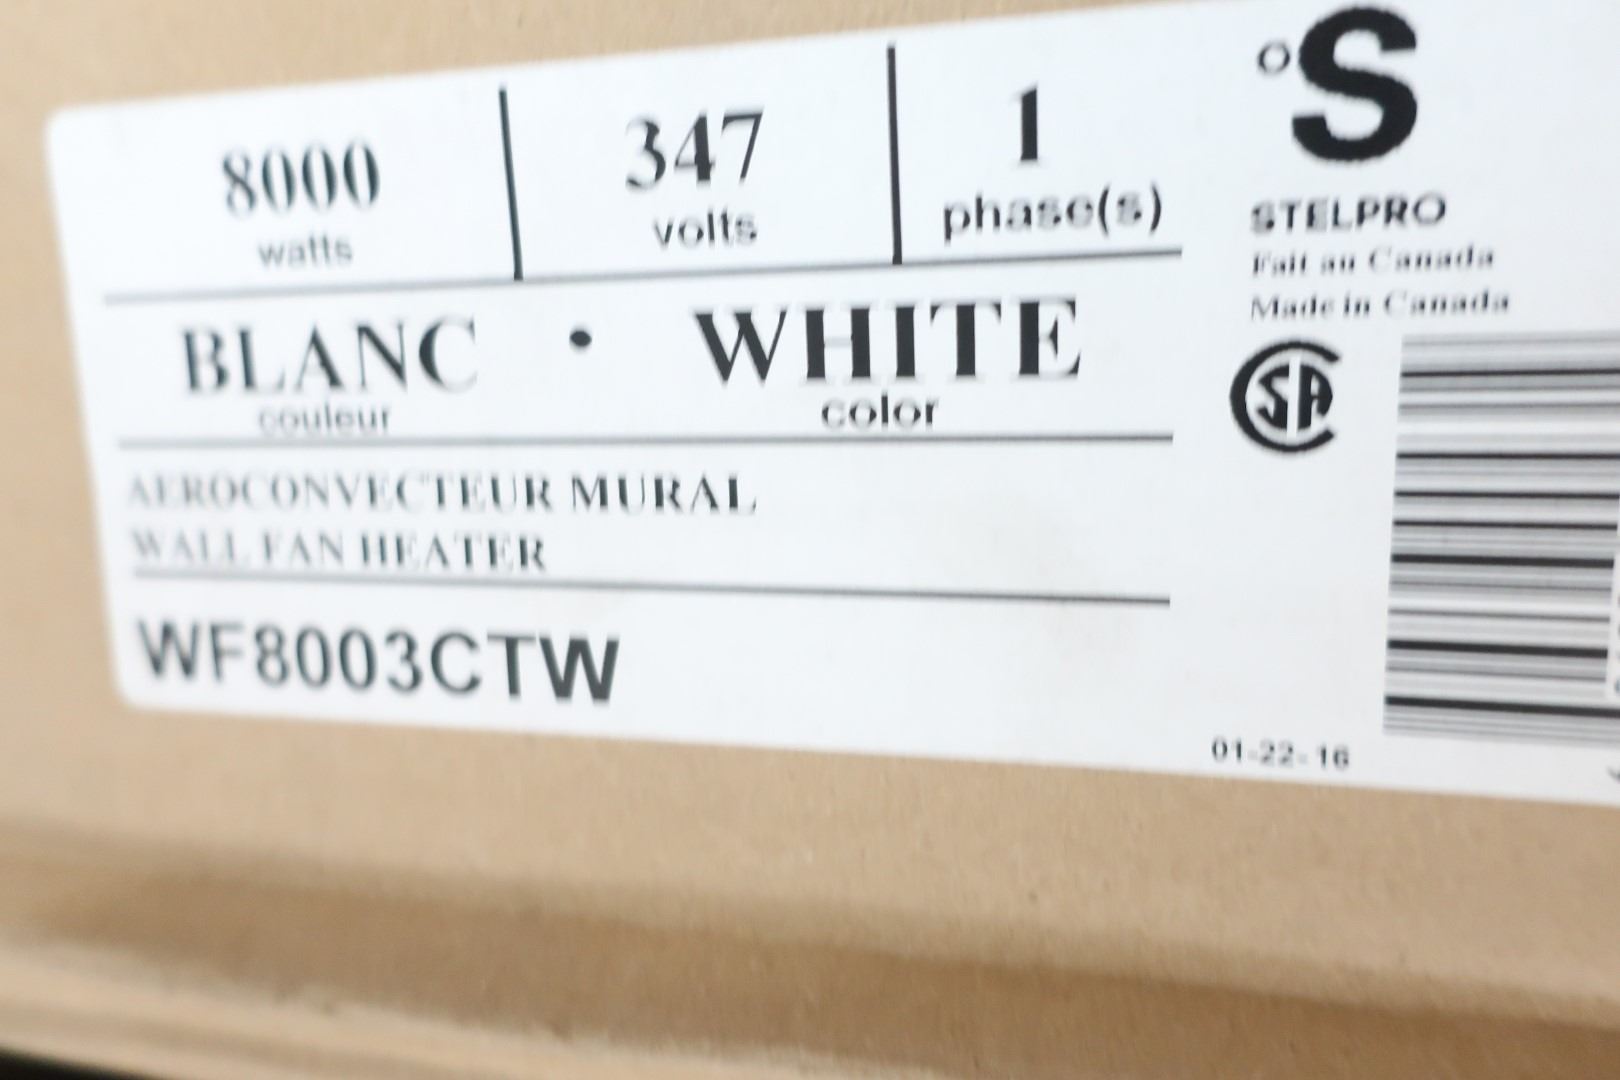 8000
watts
347
volts
1
phase(s)
BLANC • WHITE
couleur
color
AEROCONVECTEUR MURAL
WALL FAN HEATER
WF8003CTW
°S
STELPRO
Fait au Canada
Made in Canada
CSA
01-22-16